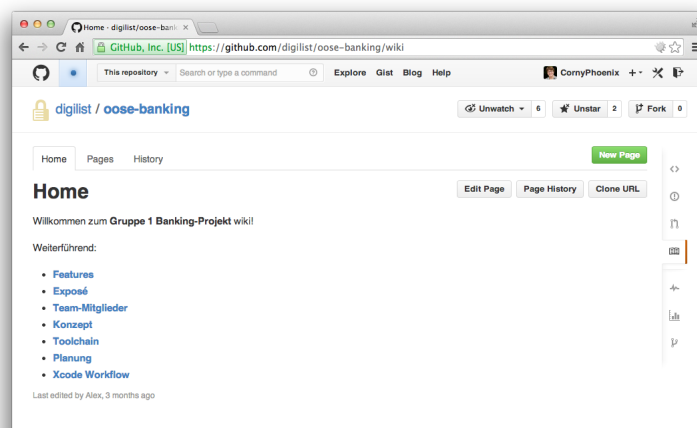 Home · digilist/oose-bank
GitHub, Inc. [US] https://github.com/digilist/oose-banking/wiki
This repository Search or type a command Explore Gist Blog Help CornyPhoenix
digilist / oose-banking Unwatch 6 Unstar 2 Fork 0
Home Pages History New Page
Home Edit Page Page History Clone URL
Willkommen zum Gruppe 1 Banking-Projekt wiki!
Weiterführend:
Features
Exposé
Team-Mitglieder
Konzept
Toolchain
Planung
Xcode Workflow
Last edited by Alex, 3 months ago